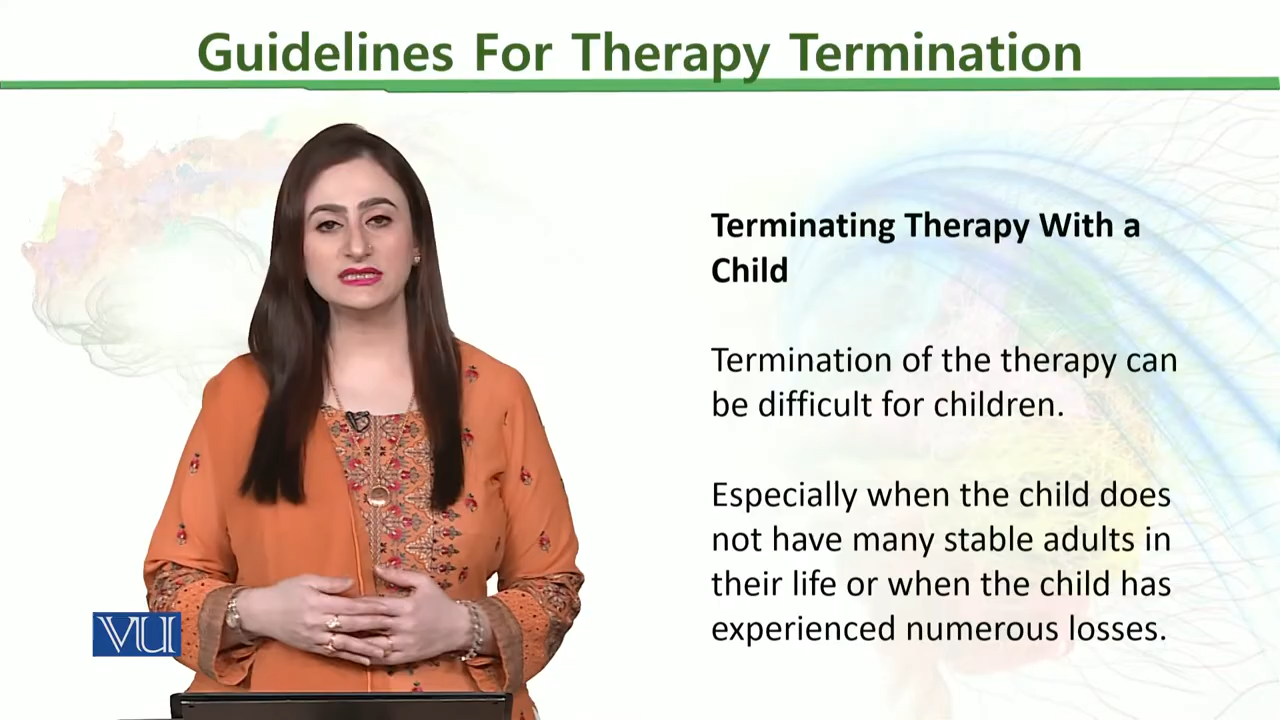 Guidelines For Therapy Termination
Terminating Therapy With a
Child
Termination of the therapy can
be difficult for children.
Especially when the child does
not have many stable adults in
their life or when the child has
experienced numerous losses.
VU